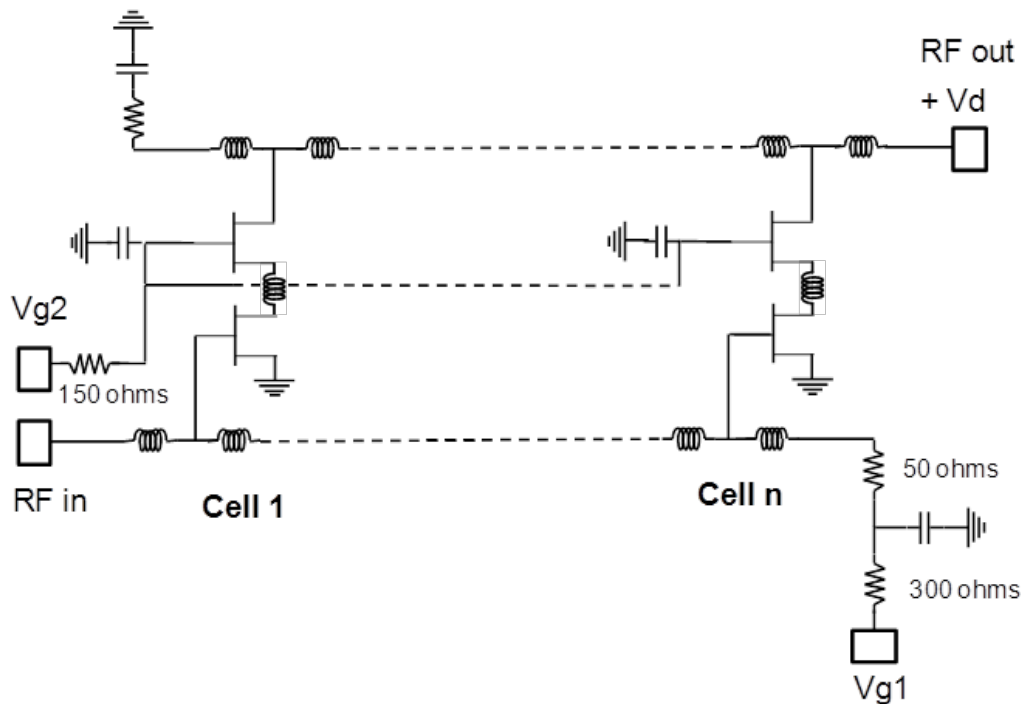 RF out
+ Vd
Vg2
150 ohms
RF in
Cell 1
Cell n
50 ohms
300 ohms
Vg1